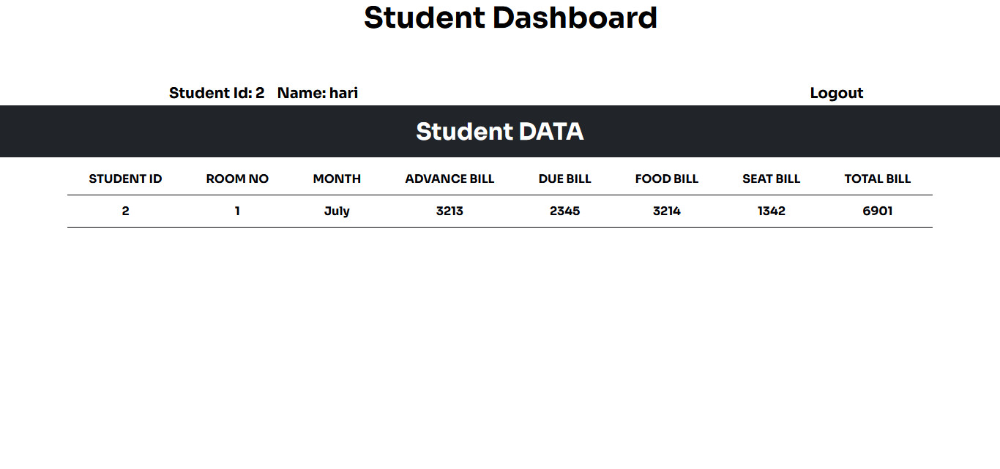 Student Dashboard
Student Id: 2 Name: hari Logout
Student DATA
STUDENT ID ROOM NO MONTH ADVANCE BILL DUE BILL FOOD BILL SEAT BILL TOTAL BILL
2 1 July 3213 2345 3214 1342 6901